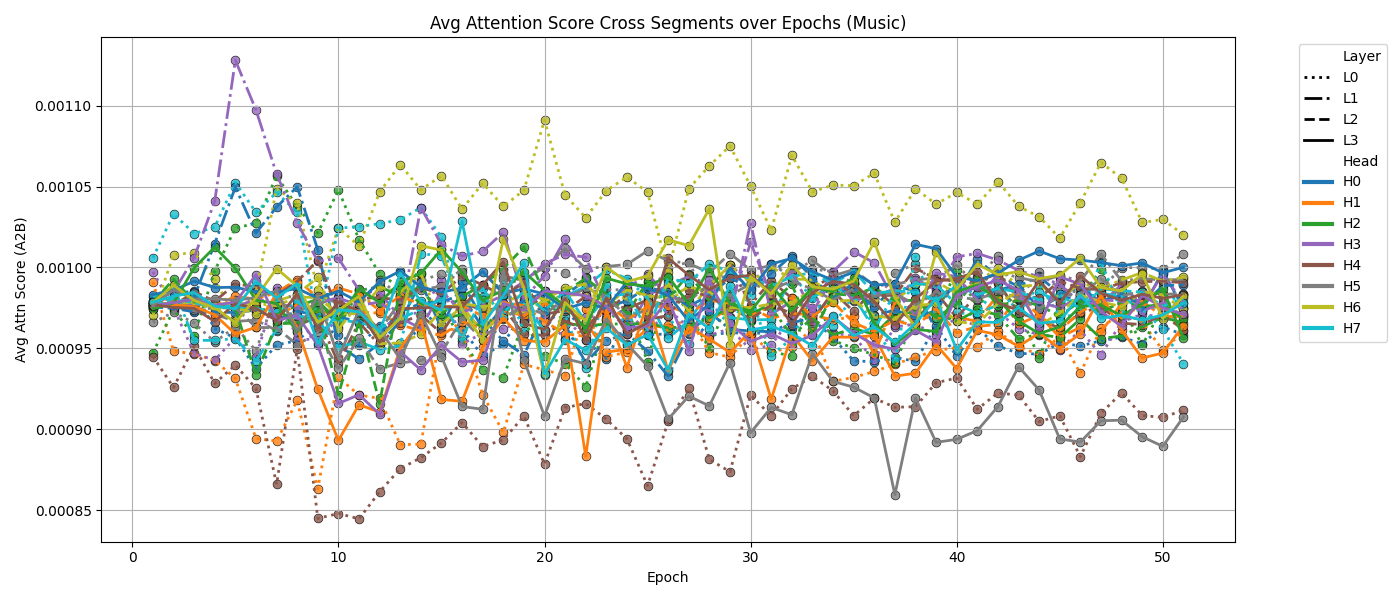 Avg Attention Score Cross Segments over Epochs (Music)
Avg Attn Score (A2B)
0.00110
0.00105
0.00100
0.00095
0.00090
0.00085
0 10 20 30 40 50
Epoch
Layer
L0
L1
L2
L3
Head
H0
H1
H2
H3
H4
H5
H6
H7